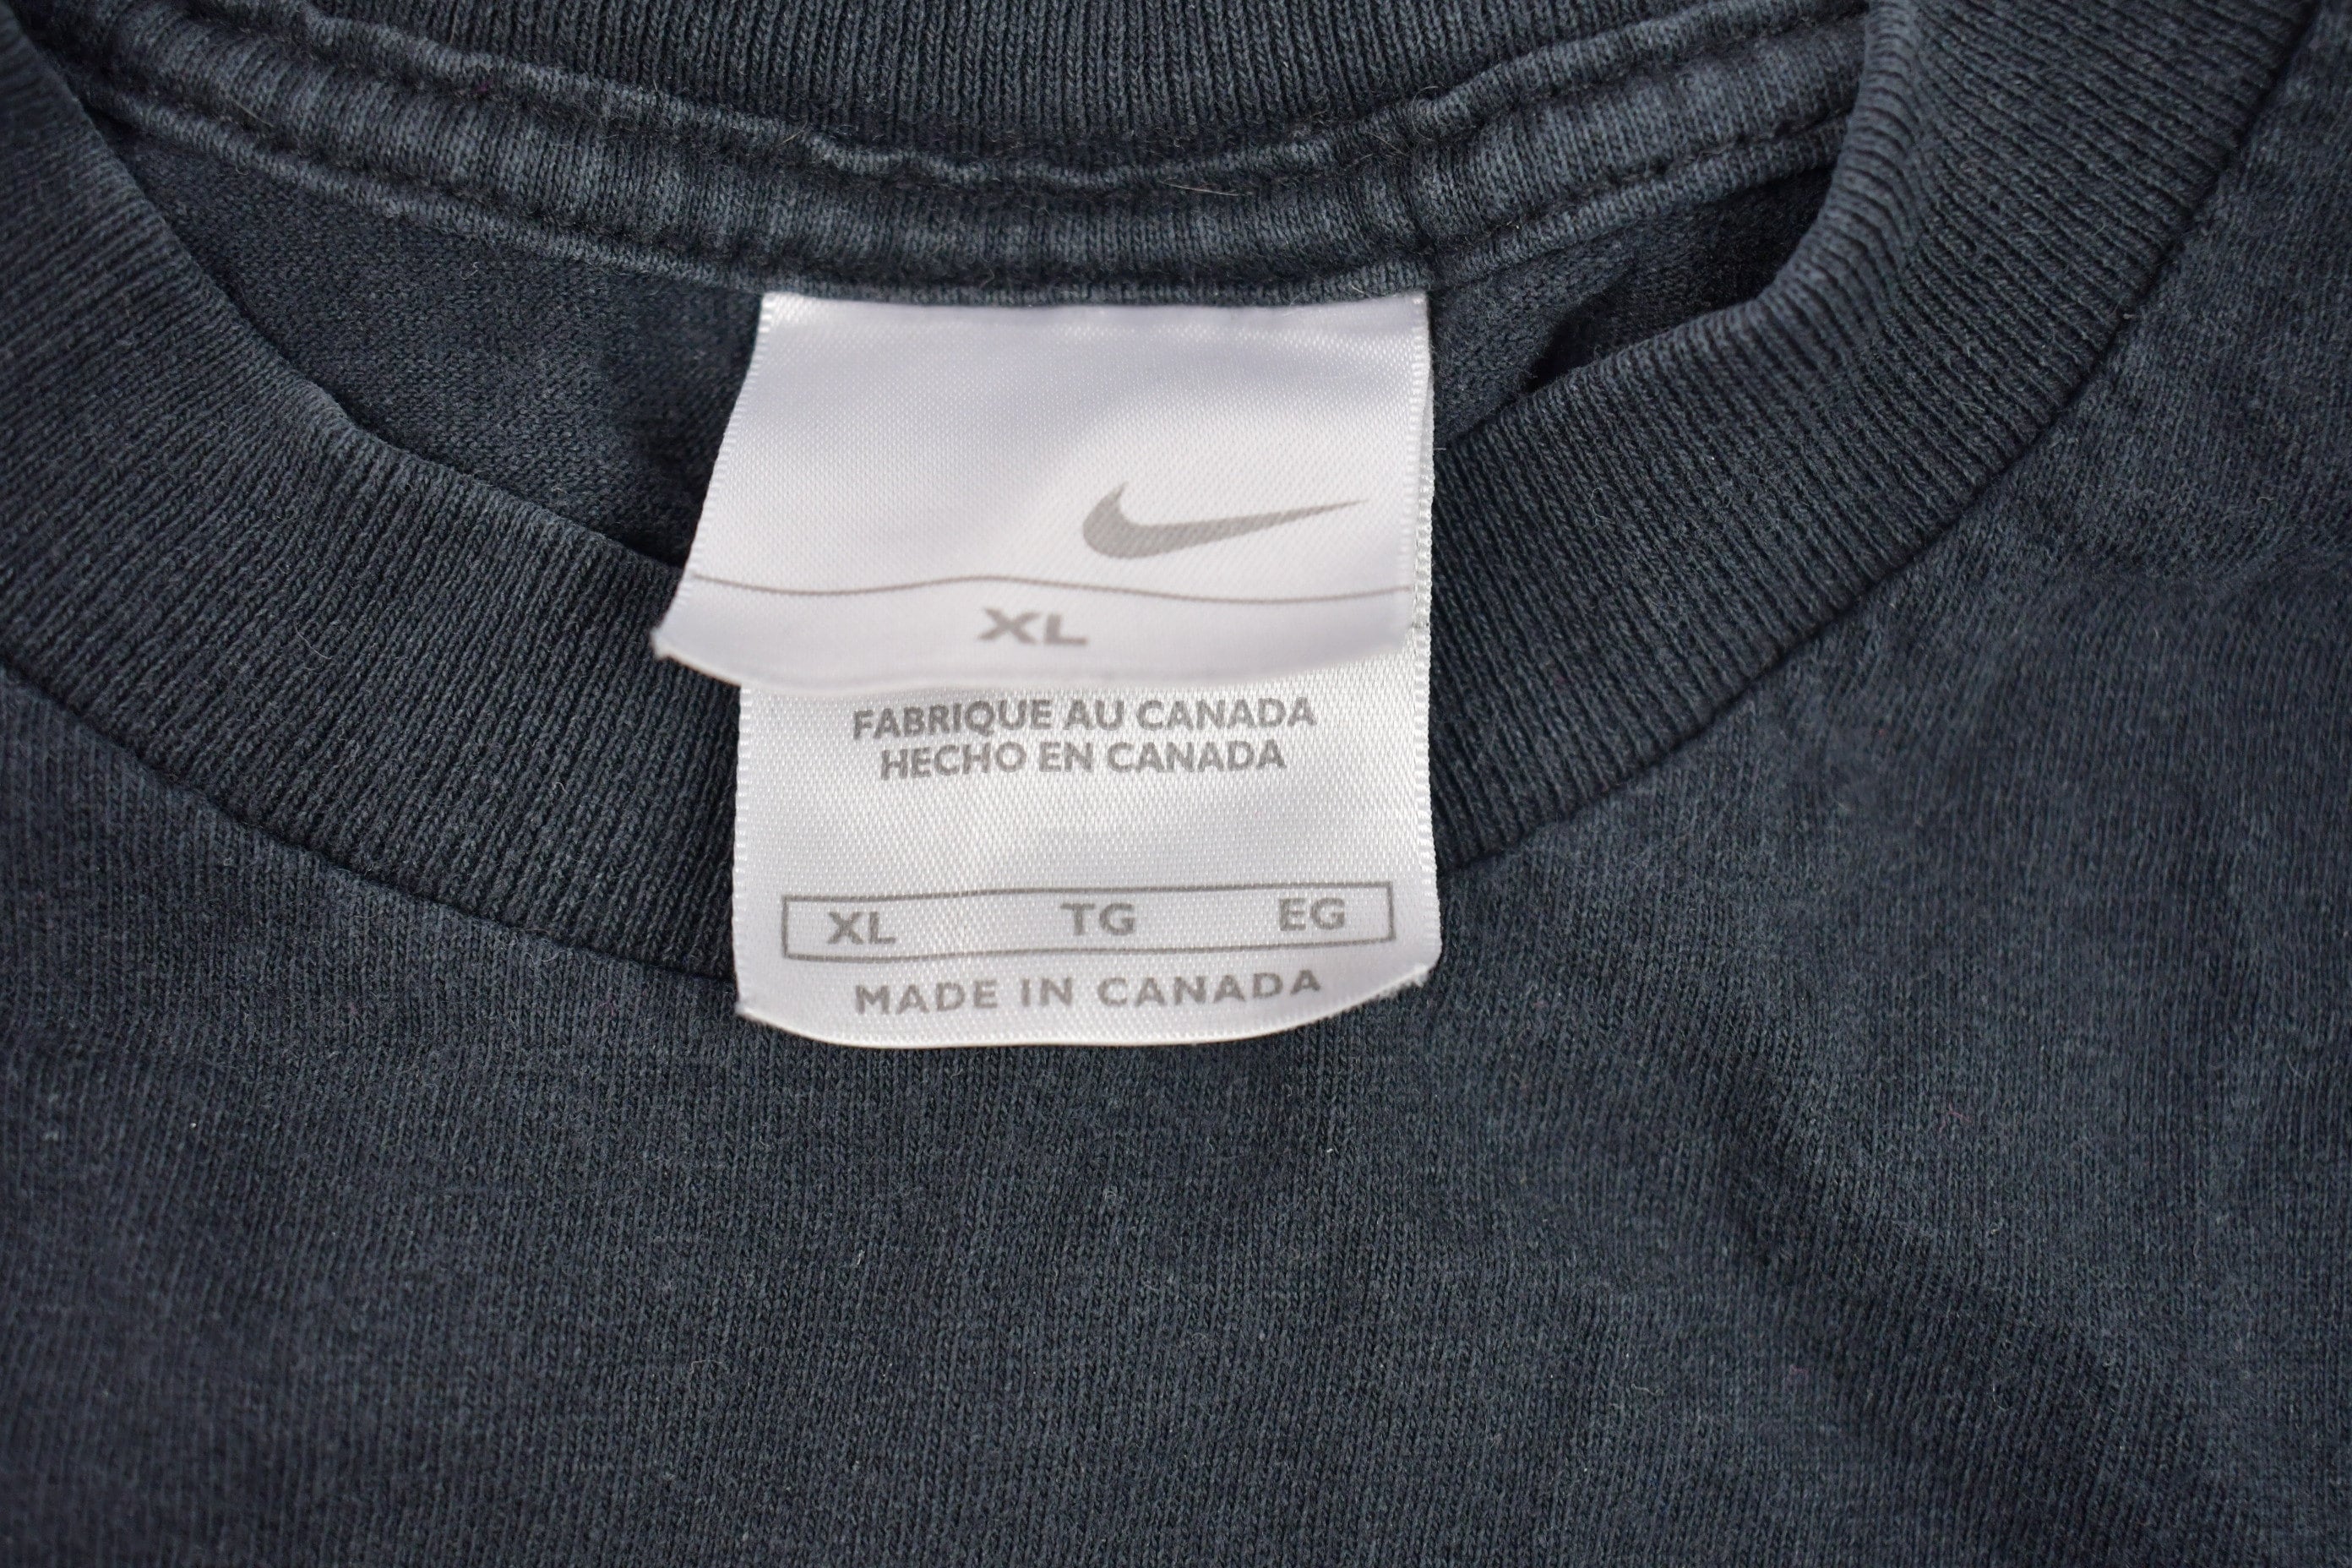 XL
FABRIQUE AU CANADA
HECHO EN CANADA
XL TG EG
MADE IN CANADA